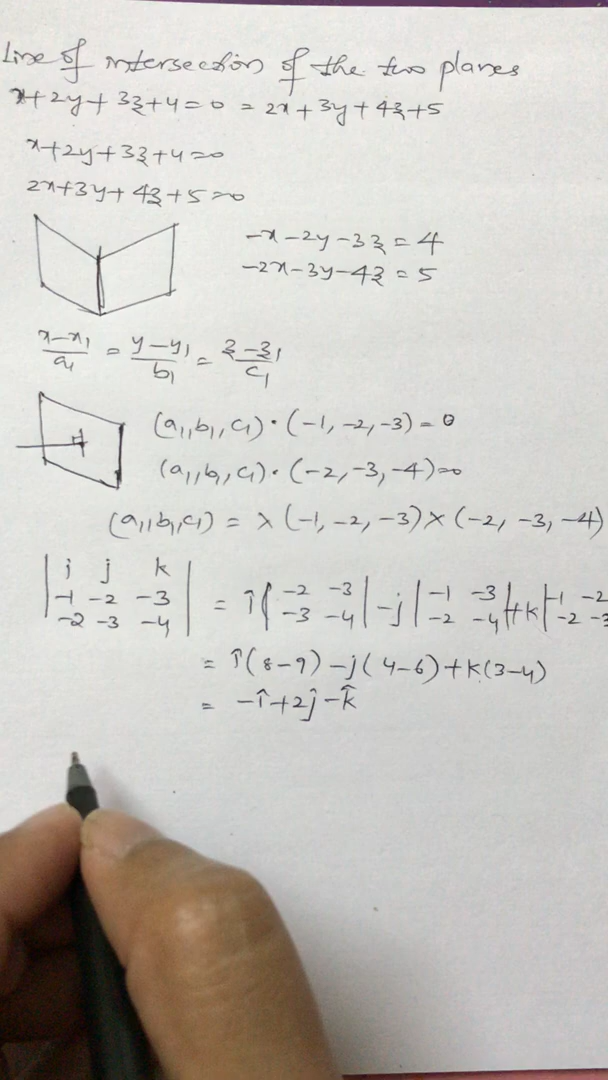 Line of intersection of the two planes
x+2y+3z+4=0 = 2x+3y+4z+5
x+2y+3z+4=0
2x+3y+4z+5=0
-x-2y-3z=4
-2x-3y-4z=5
x-x₁/a₁ = y-y₁/b₁ = z-z₁/c₁
(a₁,b₁,c₁)·(-1,-2,-3)=0
(a₁,b₁,c₁)·(-2,-3,-4)=0
(a₁,b₁,c₁) = λ(-1,-2,-3)×(-2,-3,-4)
|i j k; -1 -2 -3; -2 -3 -4| = î|-2 -3; -3 -4|-j|-1 -3; -2 -4|+k|-1 -2; -2 -3
= î(8-9)-j(4-6)+k(3-4)
= -î+2ĵ-k̂